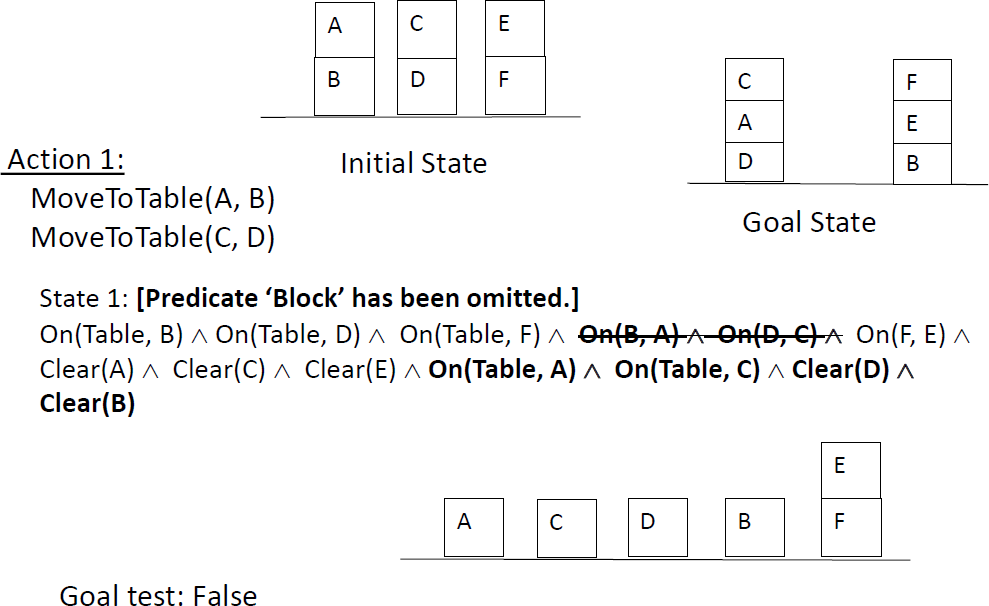 A C E
B D F
C F
A E
D B
Initial State
Goal State
Action 1:
MoveToTable(A, B)
MoveToTable(C, D)
State 1: [Predicate ‘Block’ has been omitted.]
On(Table, B) ∧ On(Table, D) ∧ On(Table, F) ∧ On(B, A) ∧ On(D, C) ∧ On(F, E) ∧
Clear(A) ∧ Clear(C) ∧ Clear(E) ∧ On(Table, A) ∧ On(Table, C) ∧ Clear(D) ∧
Clear(B)
E
A C D B F
Goal test: False